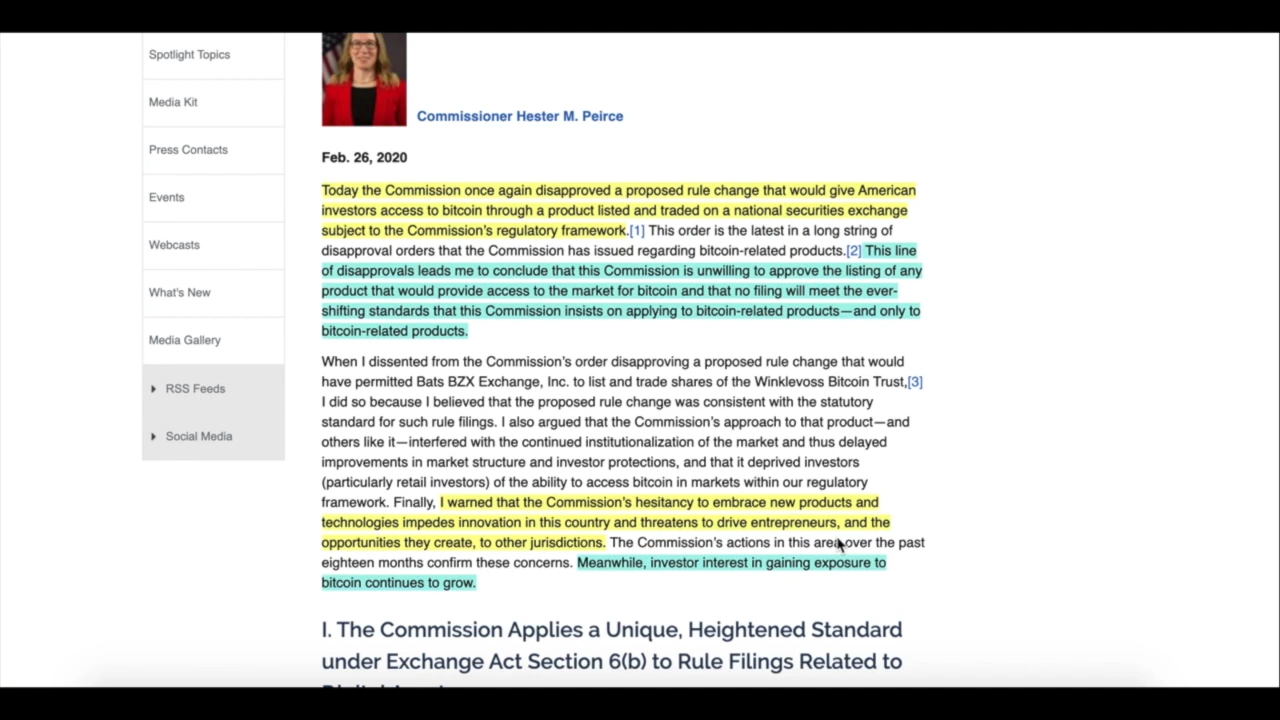 Spotlight Topics
Media Kit
Press Contacts
Events
Webcasts
What's New
Media Gallery
RSS Feeds
Social Media
Commissioner Hester M. Peirce
Feb. 26, 2020
Today the Commission once again disapproved a proposed rule change that would give American
investors access to bitcoin through a product listed and traded on a national securities exchange
subject to the Commission's regulatory framework.[1] This order is the latest in a long string of
disapproval orders that the Commission has issued regarding bitcoin-related products.[2] This line
of disapprovals leads me to conclude that this Commission is unwilling to approve the listing of any
product that would provide access to the market for bitcoin and that no filing will meet the ever-
shifting standards that this Commission insists on applying to bitcoin-related products—and only to
bitcoin-related products.
When I dissented from the Commission's order disapproving a proposed rule change that would
have permitted Bats BZX Exchange, Inc. to list and trade shares of the Winklevoss Bitcoin Trust,[3]
I did so because I believed that the proposed rule change was consistent with the statutory
standard for such rule filings. I also argued that the Commission's approach to that product—and
others like it—interfered with the continued institutionalization of the market and thus delayed
improvements in market structure and investor protections, and that it deprived investors
(particularly retail investors) of the ability to access bitcoin in markets within our regulatory
framework. Finally, I warned that the Commission's hesitancy to embrace new products and
technologies impedes innovation in this country and threatens to drive entrepreneurs, and the
opportunities they create, to other jurisdictions. The Commission's actions in this area over the past
eighteen months confirm these concerns. Meanwhile, investor interest in gaining exposure to
bitcoin continues to grow.
I. The Commission Applies a Unique, Heightened Standard
under Exchange Act Section 6(b) to Rule Filings Related to